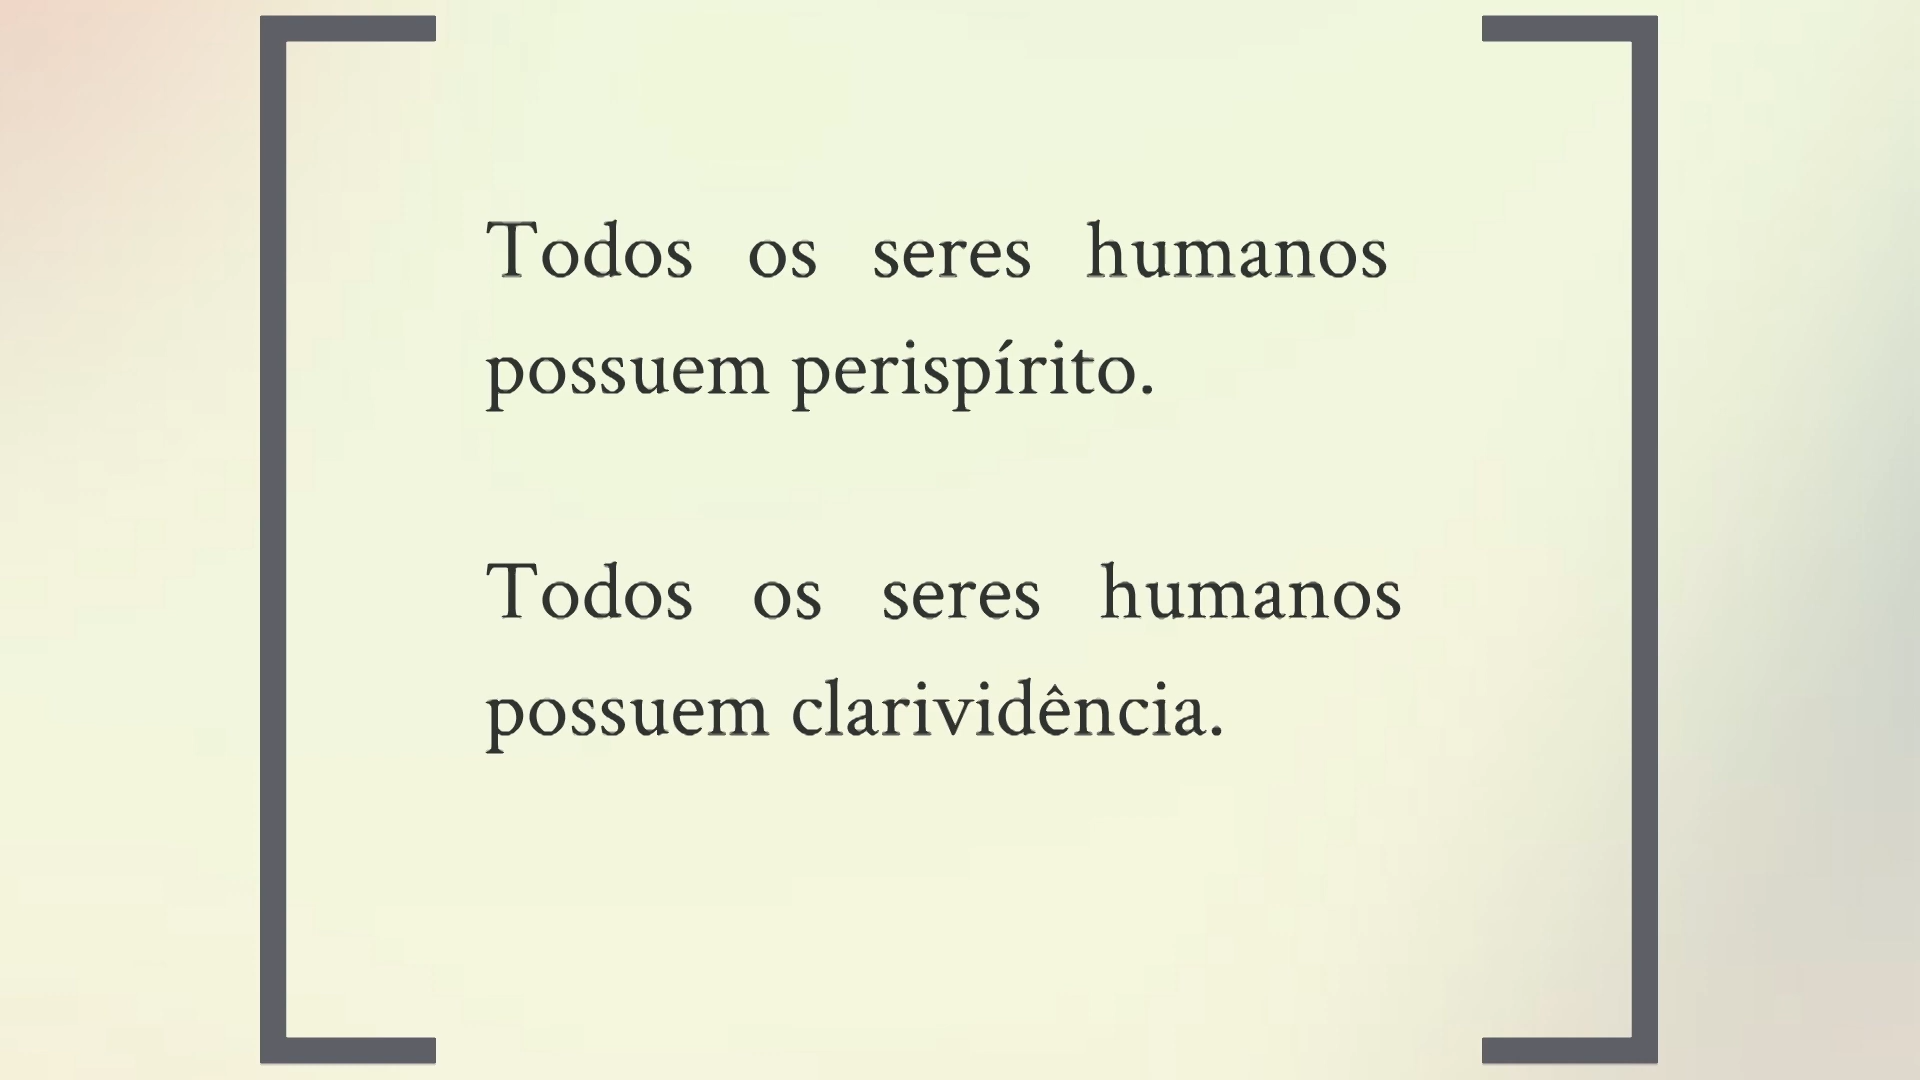 Todos os seres humanos
possuem perispírito.
Todos os seres humanos
possuem clarividência.